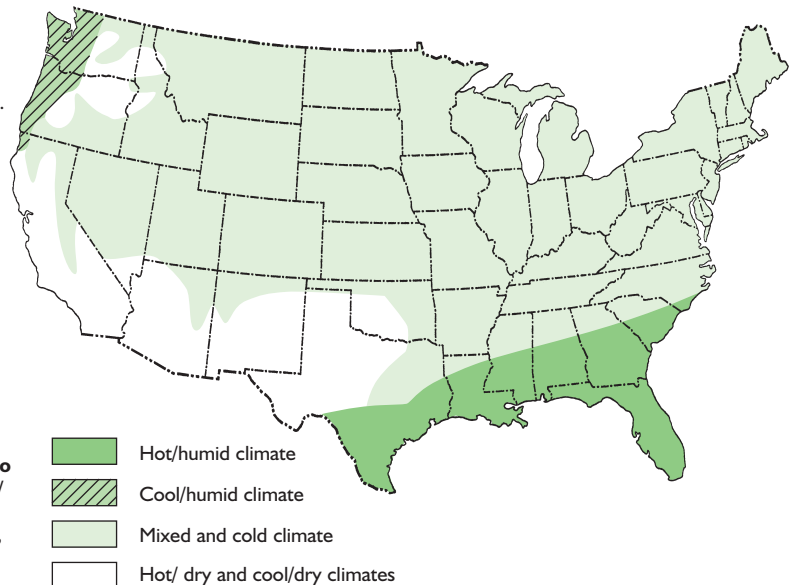 .
o
/
Hot/humid climate
Cool/humid climate
Mixed and cold climate
Hot/ dry and cool/dry climates